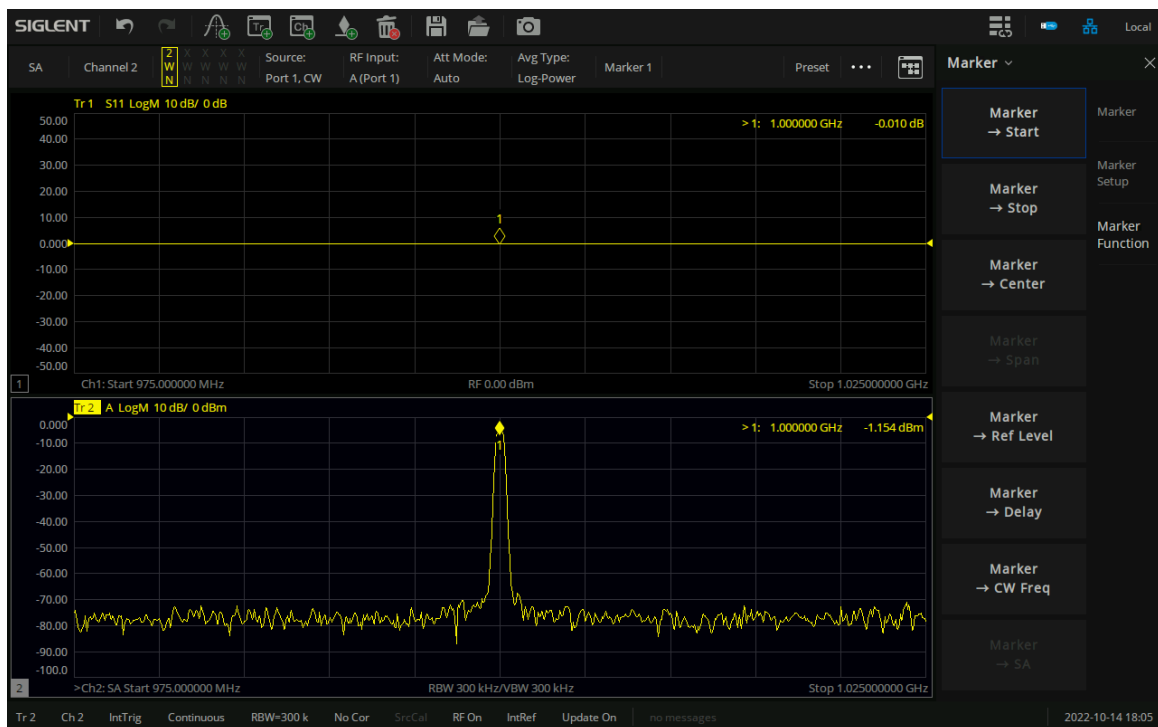 SIGLENT Tr Ch Local
SA Channel 2 2 W N X W N X W N X W N X W N Source: Port 1, CW RF Input: A (Port 1) Att Mode: Auto Avg Type: Log-Power Marker 1 Preset ···
Tr 1 S11 LogM 10 dB/ 0 dB
> 1: 1.000000 GHz -0.010 dB
50.00
40.00
30.00
20.00
10.00
1
0.000
-10.00
-20.00
-30.00
-40.00
-50.00
1 Ch1: Start 975.000000 MHz RF 0.00 dBm Stop 1.025000000 GHz
Tr 2 A LogM 10 dB/ 0 dBm
> 1: 1.000000 GHz -1.154 dBm
0.000
-10.00
1
-20.00
-30.00
-40.00
-50.00
-60.00
-70.00
-80.00
-90.00
-100.0
2 >Ch2: SA Start 975.000000 MHz RBW 300 kHz/VBW 300 kHz Stop 1.025000000 GHz
Marker
Marker
→ Start
Marker
→ Stop
Marker
→ Center
Marker
→ Span
Marker
→ Ref Level
Marker
→ Delay
Marker
→ CW Freq
Marker
→ SA
Marker
Marker
Setup
Marker
Function
Tr 2 Ch 2 IntTrig Continuous RBW=300 k No Cor SrcCal RF On IntRef Update On no messages 2022-10-14 18:05